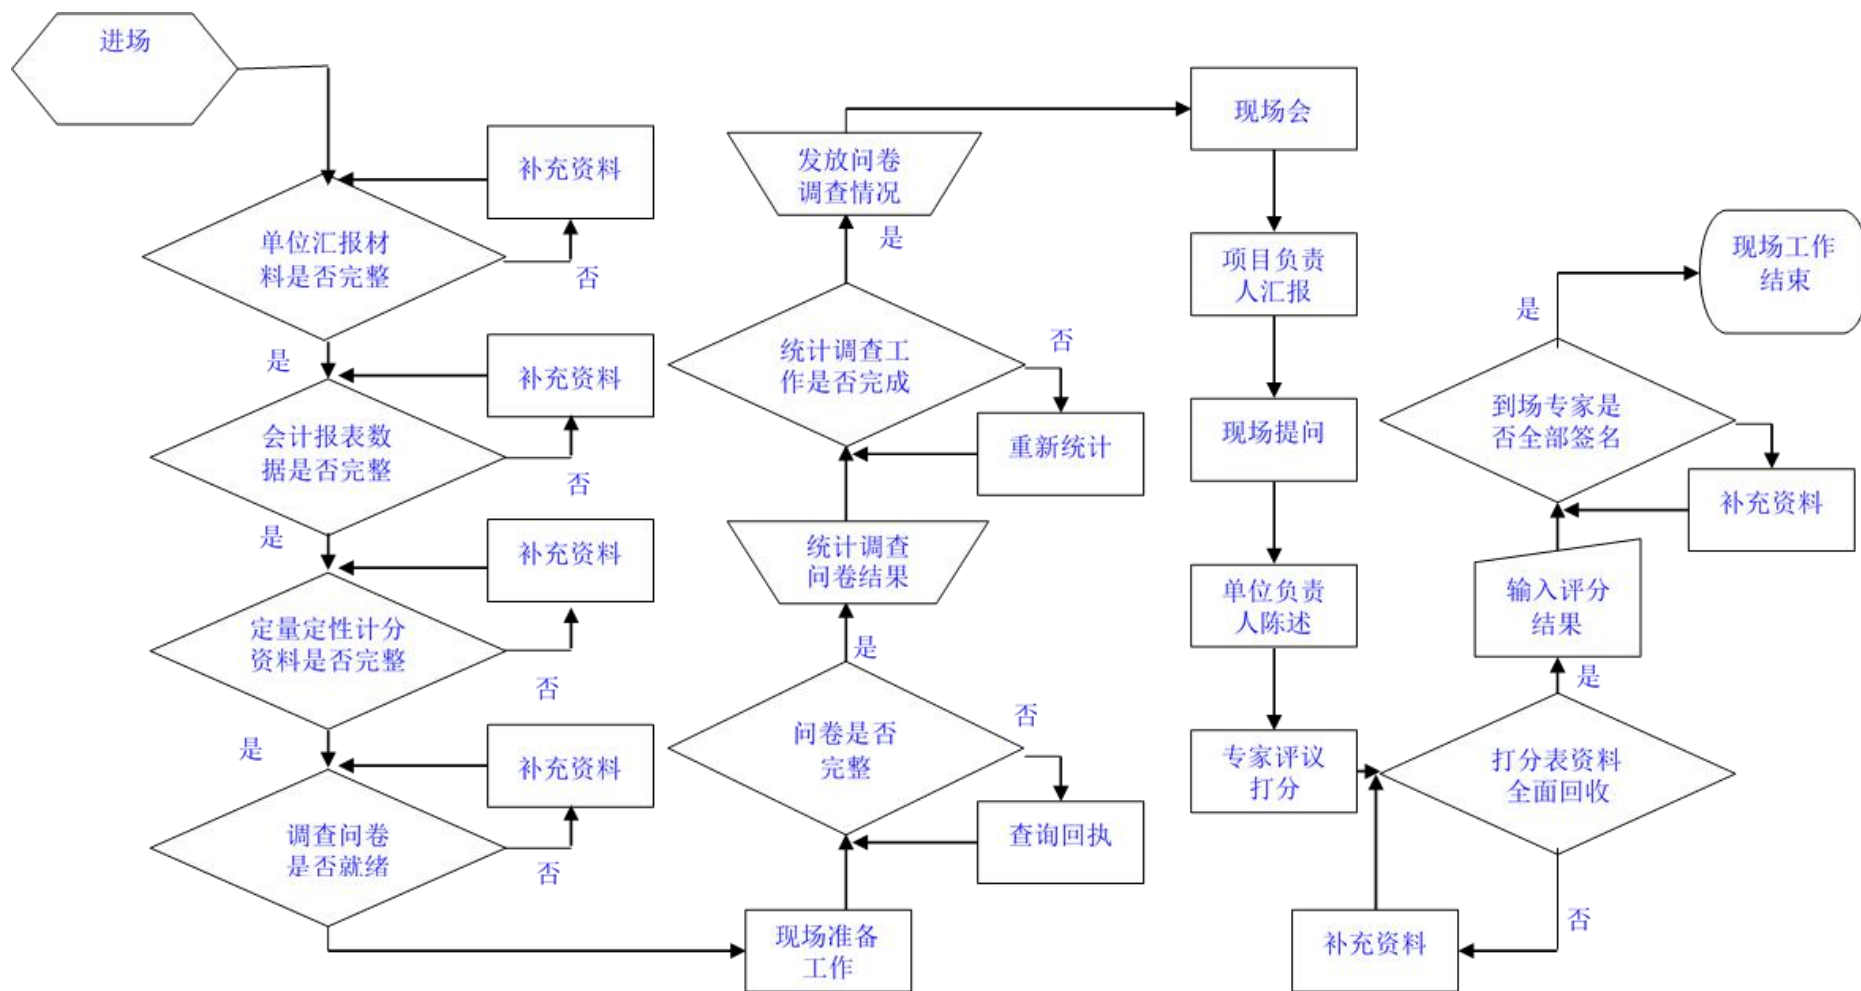 进场
补充资料
单位汇报材
料是否完整
否
是
补充资料
会计报表数
据是否完整
否
是
补充资料
定量定性计分
资料是否完整
否
是
补充资料
调查问卷
是否就绪
否
现场准备
工作
查询回执
问卷是否
完整
否
是
统计调查
问卷结果
重新统计
统计调查工
作是否完成
否
是
发放问卷
调查情况
现场会
项目负责
人汇报
现场提问
单位负责
人陈述
专家评议
打分
打分表资料
全面回收
否
补充资料
是
输入评分
结果
补充资料
到场专家是
否全部签名
是
现场工作
结束